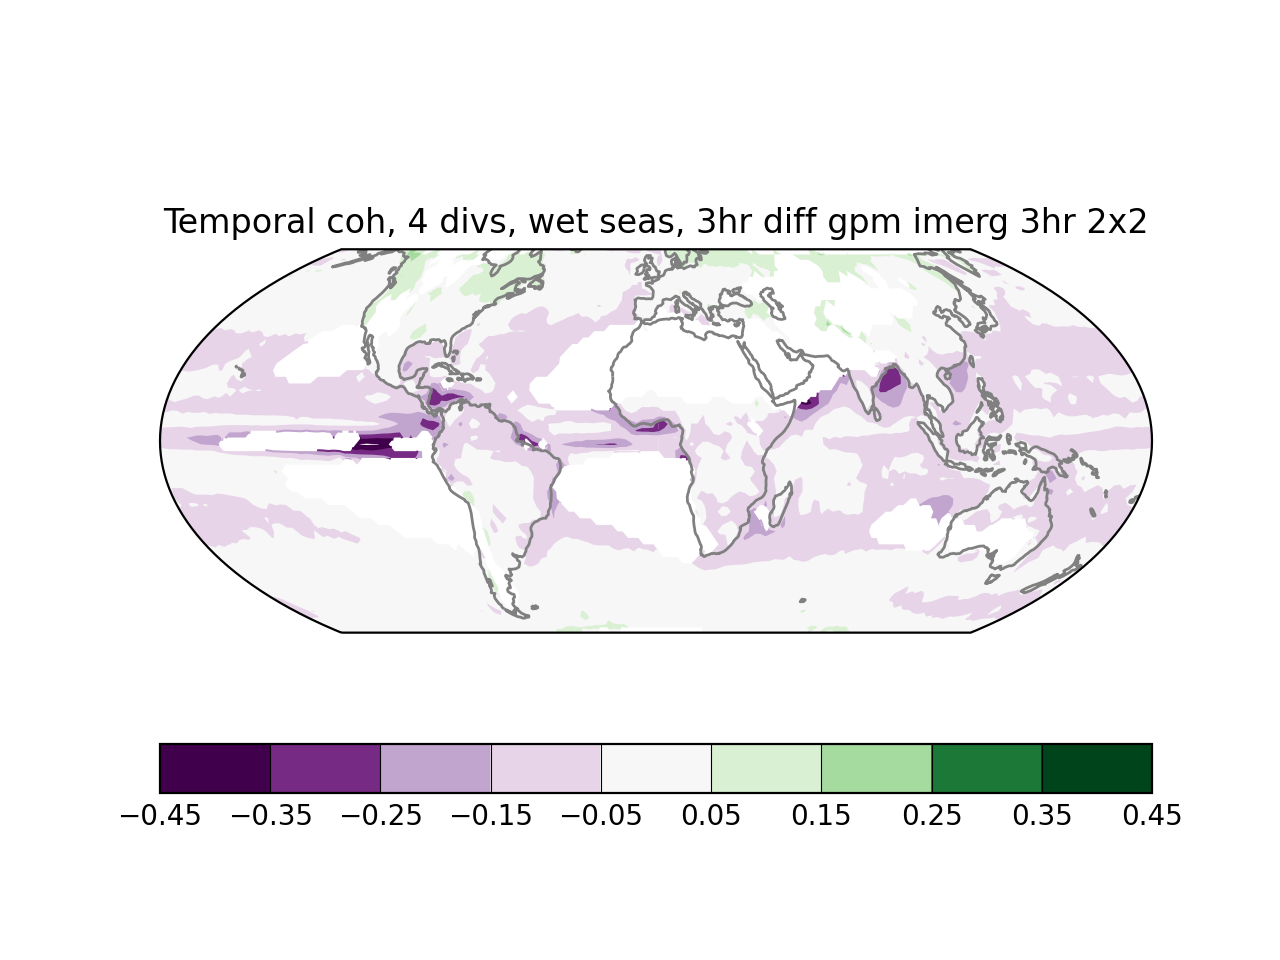 Temporal coh, 4 divs, wet seas, 3hr diff gpm imerg 3hr 2x2
−0.45 −0.35 −0.25 −0.15 −0.05 0.05 0.15 0.25 0.35 0.45